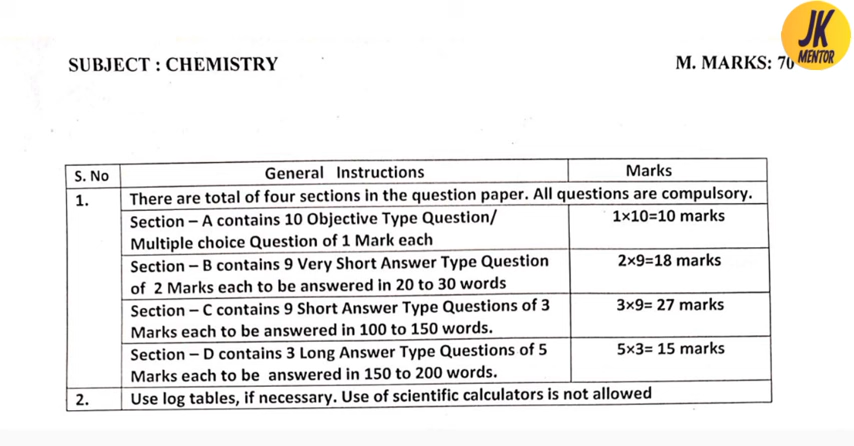 JK
MENTOR
SUBJECT : CHEMISTRY
M. MARKS: 70
S. No
General Instructions
Marks
1.
There are total of four sections in the question paper. All questions are compulsory.
Section – A contains 10 Objective Type Question/
Multiple choice Question of 1 Mark each
1×10=10 marks
Section – B contains 9 Very Short Answer Type Question
of 2 Marks each to be answered in 20 to 30 words
2×9=18 marks
Section – C contains 9 Short Answer Type Questions of 3
Marks each to be answered in 100 to 150 words.
3×9= 27 marks
Section – D contains 3 Long Answer Type Questions of 5
Marks each to be answered in 150 to 200 words.
5×3= 15 marks
2.
Use log tables, if necessary. Use of scientific calculators is not allowed